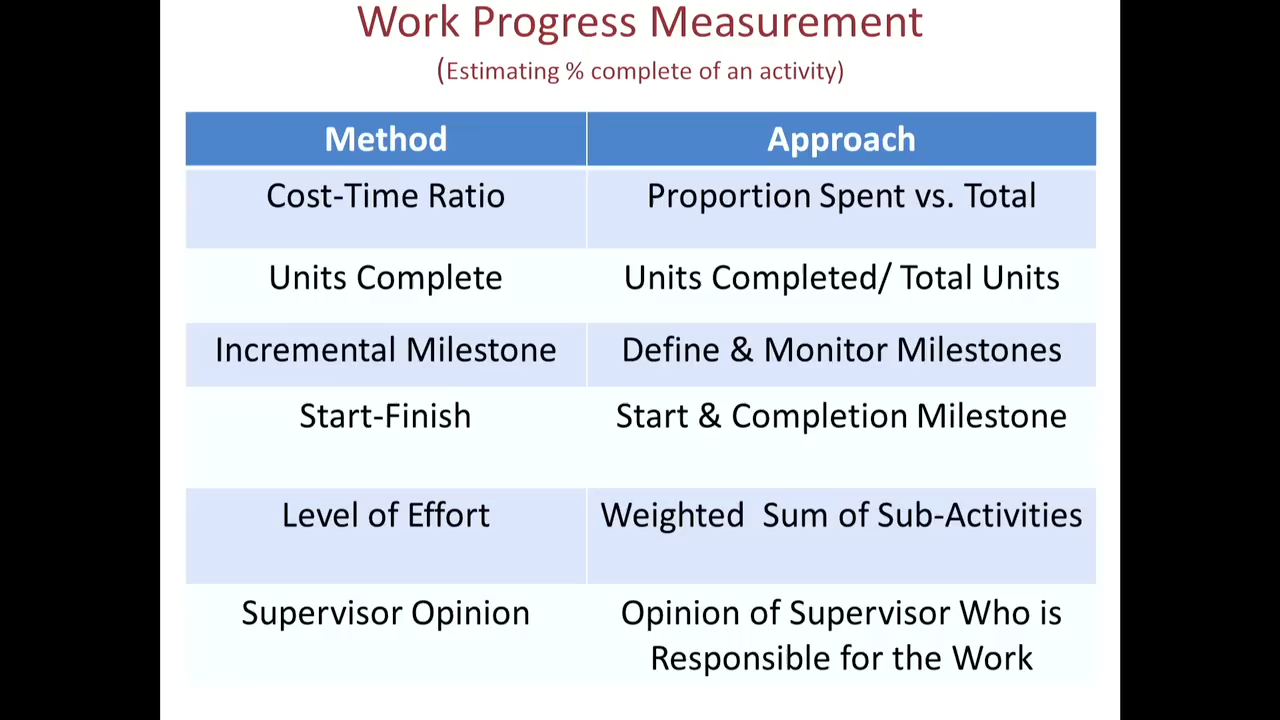 Work Progress Measurement
(Estimating % complete of an activity)
Method
Approach
Cost-Time Ratio
Proportion Spent vs. Total
Units Complete
Units Completed/ Total Units
Incremental Milestone
Define & Monitor Milestones
Start-Finish
Start & Completion Milestone
Level of Effort
Weighted  Sum of Sub-Activities
Supervisor Opinion
Opinion of Supervisor Who is
Responsible for the Work